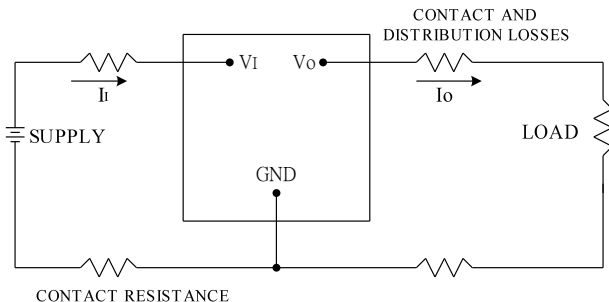 CONTACT AND
DISTRIBUTION LOSSES
VI
VO
II
IO
SUPPLY
LOAD
GND
CONTACT RESISTANCE